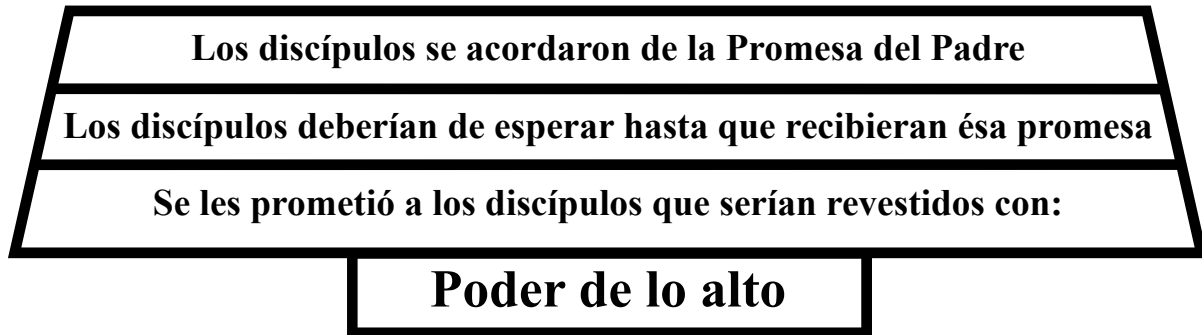 Los discípulos se acordaron de la Promesa del Padre
Los discípulos deberían de esperar hasta que recibieran ésa promesa
Se les prometió a los discípulos que serían revestidos con:
Poder de lo alto